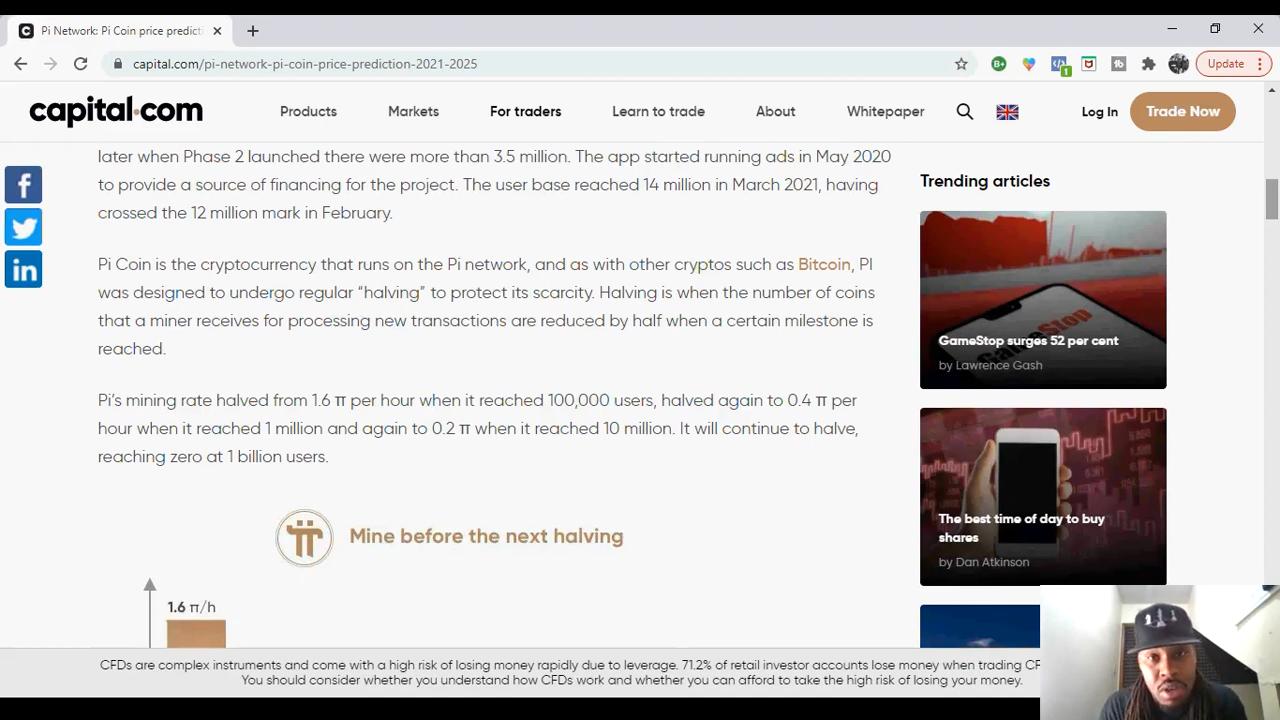 Pi Network: Pi Coin price predict
capital.com/pi-network-pi-coin-price-prediction-2021-2025
1
Update
capital.com
Products
Markets
For traders
Learn to trade
About
Whitepaper
Log In
Trade Now
later when Phase 2 launched there were more than 3.5 million. The app started running ads in May 2020
to provide a source of financing for the project. The user base reached 14 million in March 2021, having
crossed the 12 million mark in February.
Pi Coin is the cryptocurrency that runs on the Pi network, and as with other cryptos such as Bitcoin, PI
was designed to undergo regular “halving” to protect its scarcity. Halving is when the number of coins
that a miner receives for processing new transactions are reduced by half when a certain milestone is
reached.
Pi’s mining rate halved from 1.6 π per hour when it reached 100,000 users, halved again to 0.4 π per
hour when it reached 1 million and again to 0.2 π when it reached 10 million. It will continue to halve,
reaching zero at 1 billion users.
Mine before the next halving
1.6 π/h
Trending articles
GameStop
GameStop surges 52 per cent
by Lawrence Gash
The best time of day to buy
shares
by Dan Atkinson
CFDs are complex instruments and come with a high risk of losing money rapidly due to leverage. 71.2% of retail investor accounts lose money when trading CF
You should consider whether you understand how CFDs work and whether you can afford to take the high risk of losing your money.